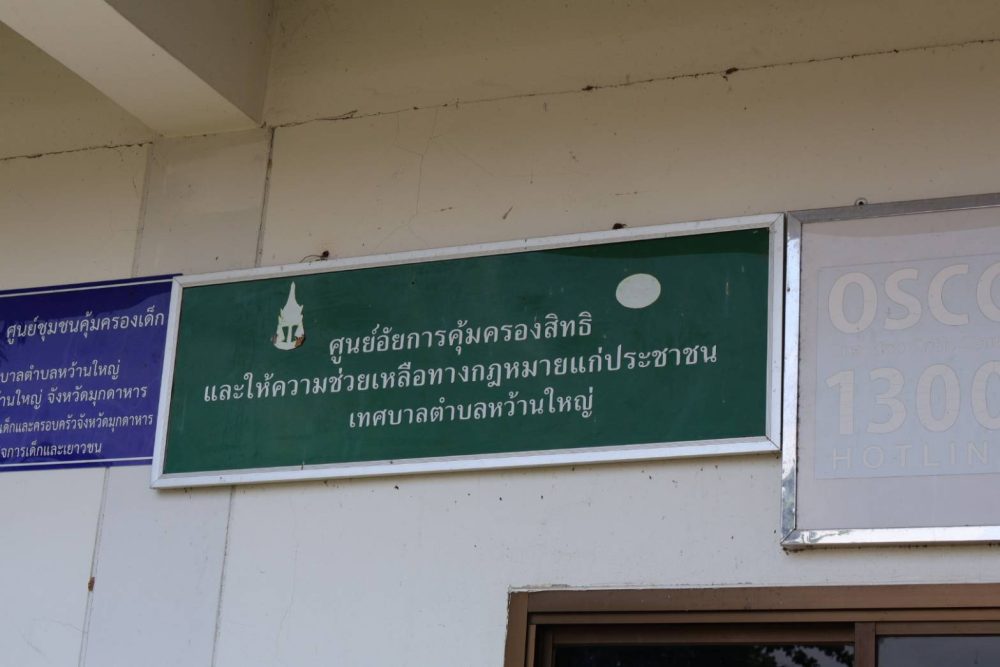 ศูนย์ชุมชนคุ้มครองเด็ก
บาลตำบลหว้านใหญ่
านใหญ่ จังหวัดมุกดาหาร
เด็กและครอบครัวจังหวัดมุกดาหาร
จการเด็กและเยาวชน
ศูนย์อัยการคุ้มครองสิทธิ
และให้ความช่วยเหลือทางกฎหมายแก่ประชาชน
เทศบาลตำบลหว้านใหญ่
OSCC
1300
HOTLIN